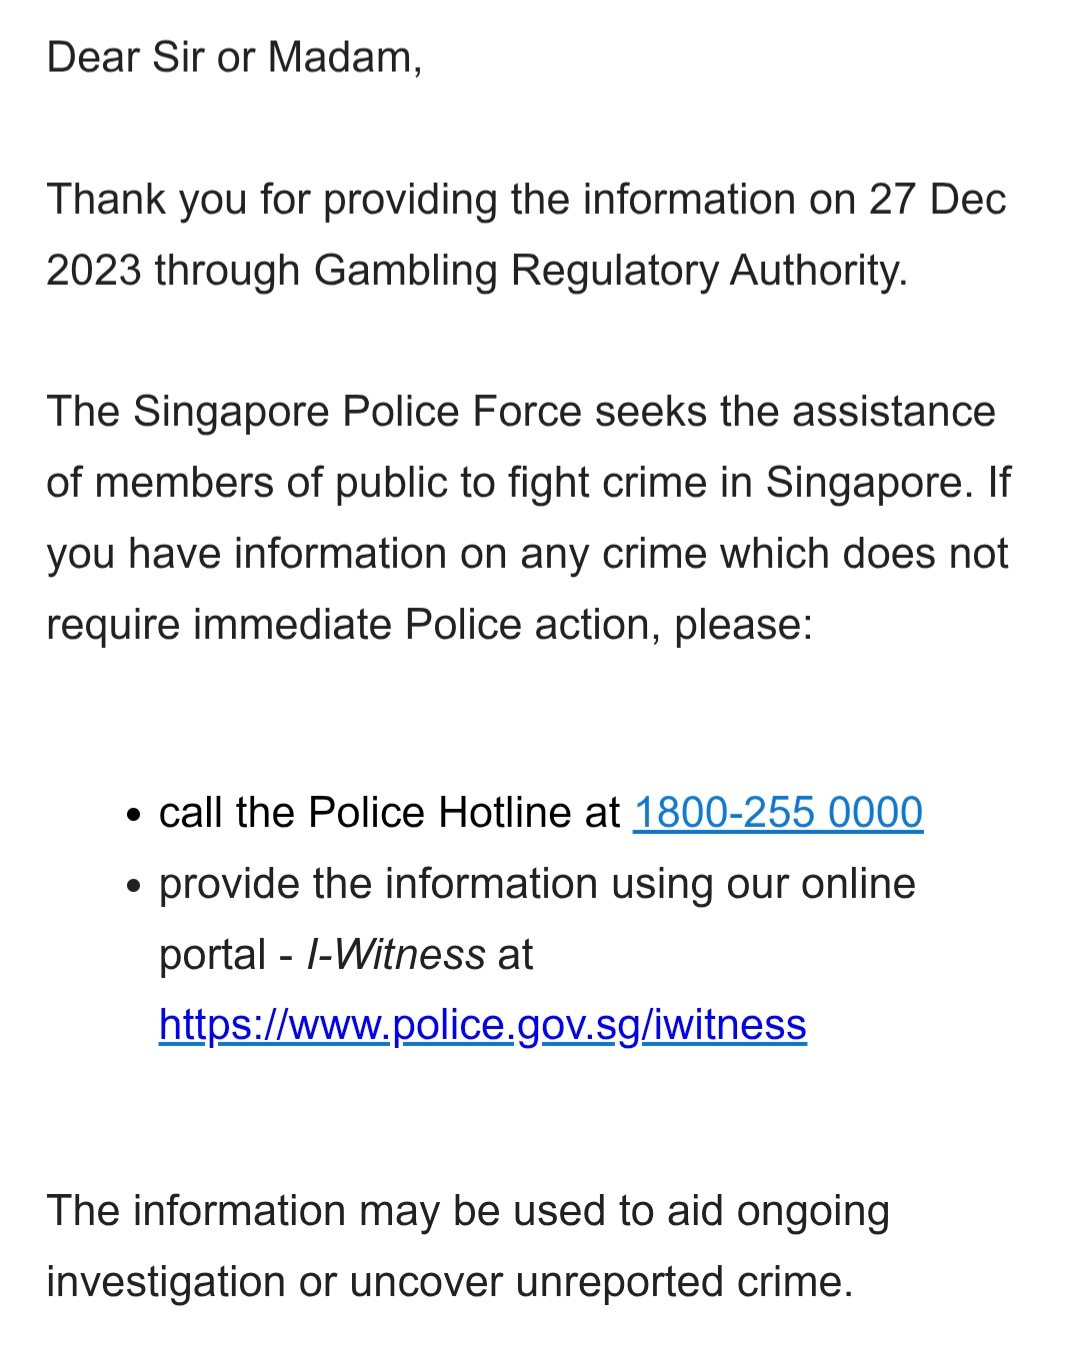 Dear Sir or Madam,
Thank you for providing the information on 27 Dec
2023 through Gambling Regulatory Authority.
The Singapore Police Force seeks the assistance
of members of public to fight crime in Singapore. If
you have information on any crime which does not
require immediate Police action, please:
• call the Police Hotline at 1800-255 0000
• provide the information using our online
portal - I-Witness at
https://www.police.gov.sg/iwitness
The information may be used to aid ongoing
investigation or uncover unreported crime.